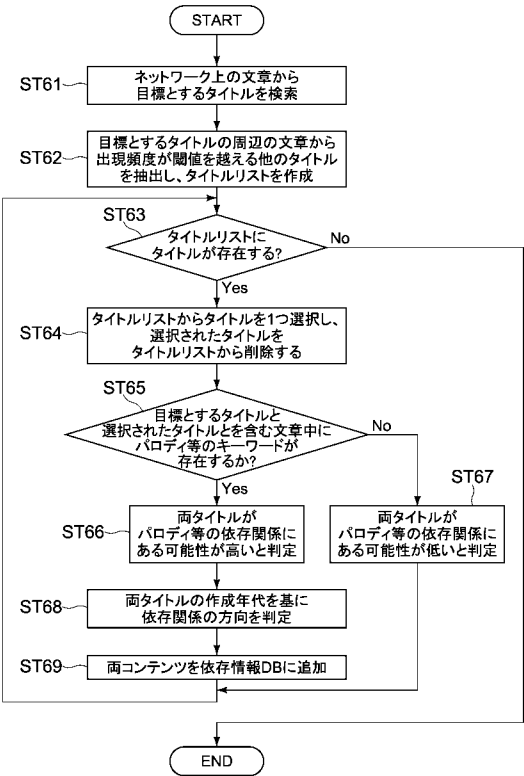 START
ST61
ネットワーク上の文章から
目標とするタイトルを検索
ST62
目標とするタイトルの周辺の文章から
出現頻度が閾値を越える他のタイトル
を抽出し、タイトルリストを作成
ST63
タイトルリストに
タイトルが存在する?
No
Yes
ST64
タイトルリストからタイトルを1つ選択し、
選択されたタイトルを
タイトルリストから削除する
ST65
目標とするタイトルと
選択されたタイトルとを含む文章中に
パロディ等のキーワードが
存在するか?
No
Yes
ST66
両タイトルが
パロディ等の依存関係に
ある可能性が高いと判定
ST67
両タイトルが
パロディ等の依存関係に
ある可能性が低いと判定
ST68
両タイトルの作成年代を基に
依存関係の方向を判定
ST69
両コンテンツを依存情報DBに追加
END